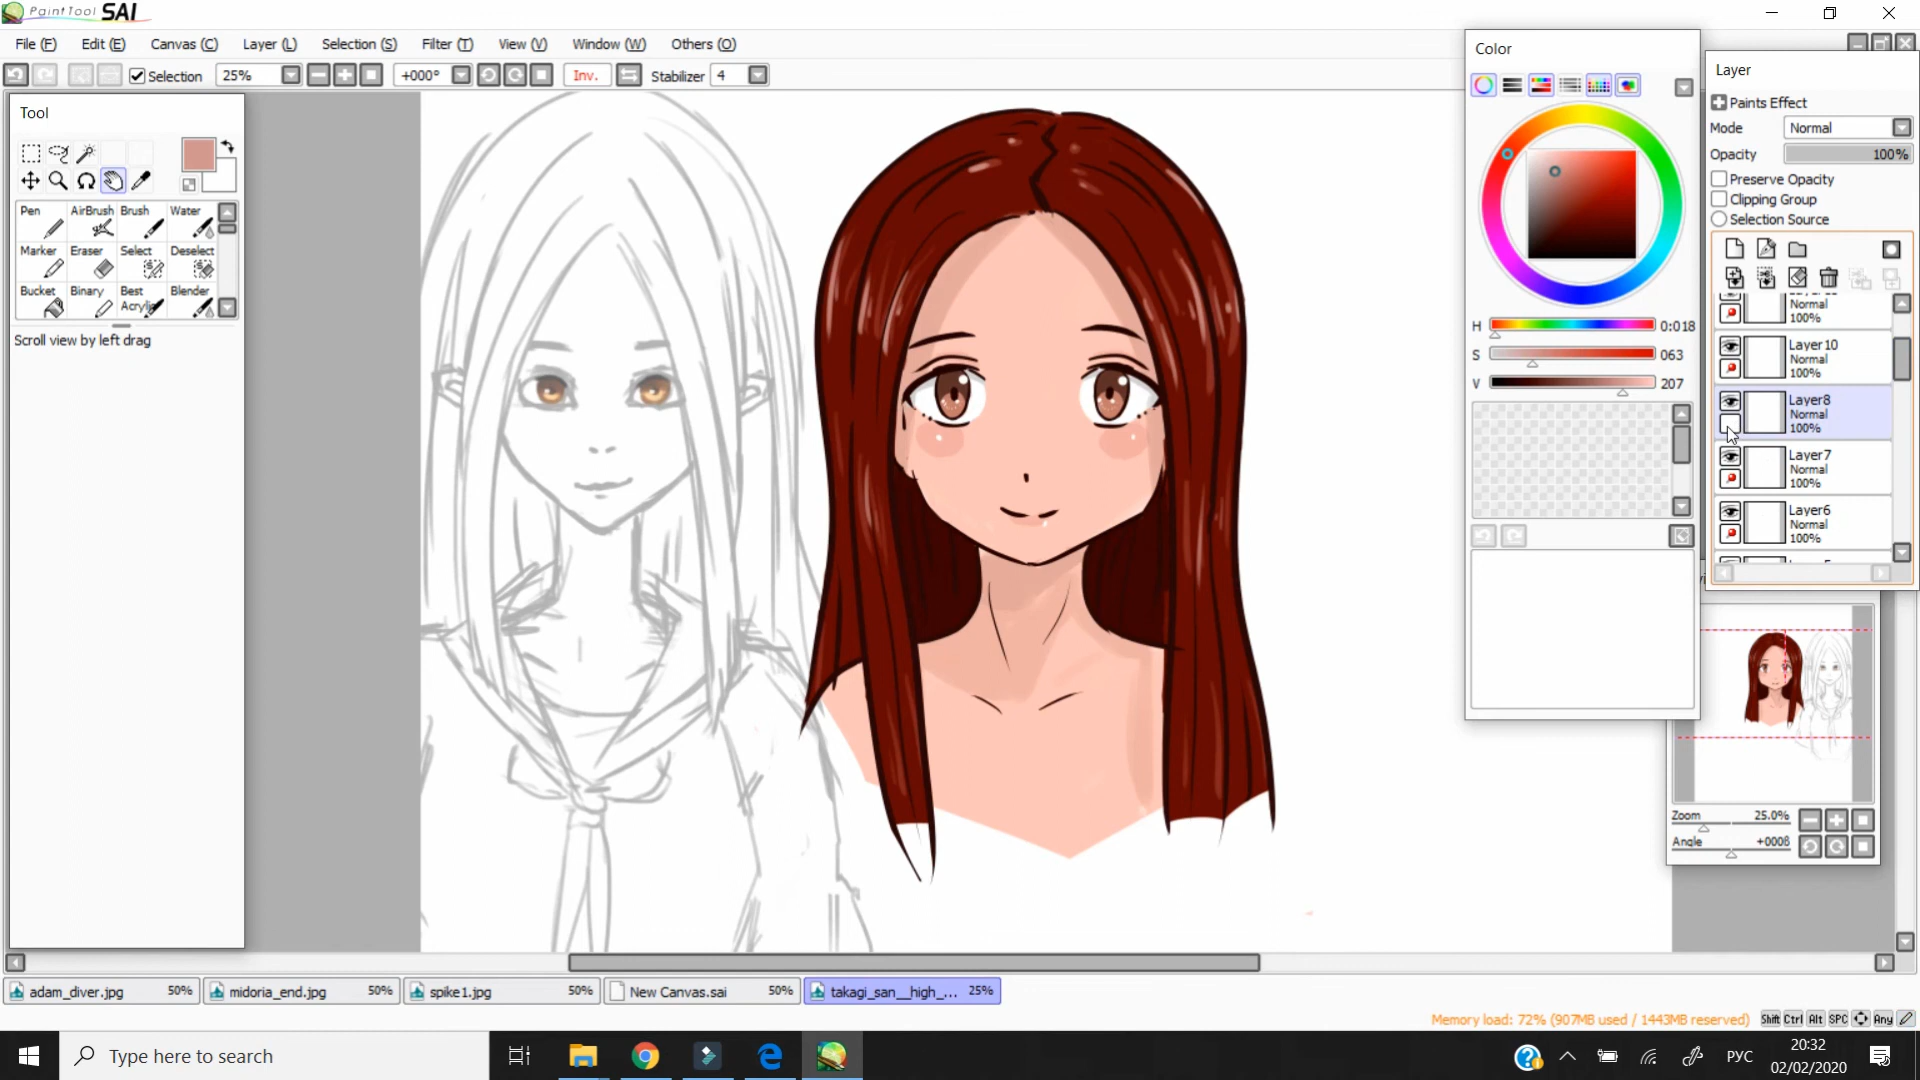 PaintTool SAI
File (F) Edit (E) Canvas (C) Layer (L) Selection (S) Filter (T) View (V) Window (W) Others (O)
Selection 25% +000° Inv. Stabilizer 4
Tool
Pen AirBrush Brush Water
Marker Eraser Select Deselect
Bucket Binary Best Acrylic Blender
Scroll view by left drag
Color
H 0:018
S 063
V 207
Layer
Paints Effect
Mode Normal
Opacity 100%
Preserve Opacity
Clipping Group
Selection Source
Normal
100%
Layer10
Normal
100%
Layer8
Normal
100%
Layer7
Normal
100%
Layer6
Normal
100%
Zoom 25.0%
Angle +000ß
adam_diver.jpg 50%
midoria_end.jpg 50%
spike1.jpg 50%
New Canvas.sai 50%
takagi_san__high_... 25%
Memory load: 72% (907MB used / 1443MB reserved) Shift Ctrl Alt SPC Any
Type here to search
РУС
20:32
02/02/2020